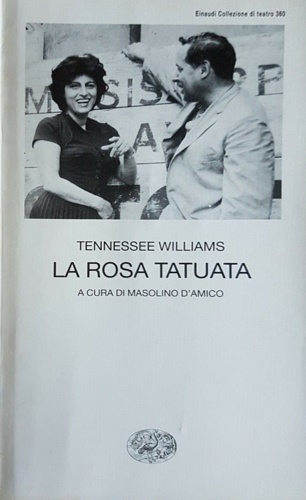 Einaudi Collezione di teatro 360
TENNESSEE WILLIAMS
LA ROSA TATUATA
A CURA DI MASOLINO D'AMICO